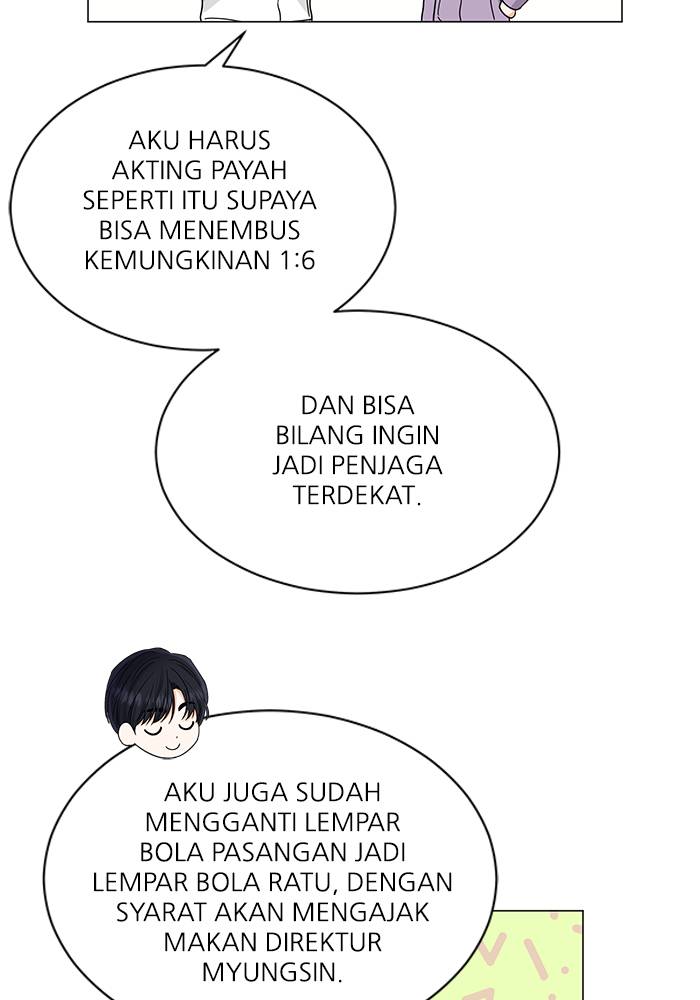 AKU HARUS
AKTING PAYAH
SEPERTI ITU SUPAYA
BISA MENEMBUS
KEMUNGKINAN 1:6
DAN BISA
BILANG INGIN
JADI PENJAGA
TERDEKAT.
AKU JUGA SUDAH
MENGGANTI LEMPAR
BOLA PASANGAN JADI
LEMPAR BOLA RATU, DENGAN
SYARAT AKAN MENGAJAK
MAKAN DIREKTUR
MYUNGSIN.